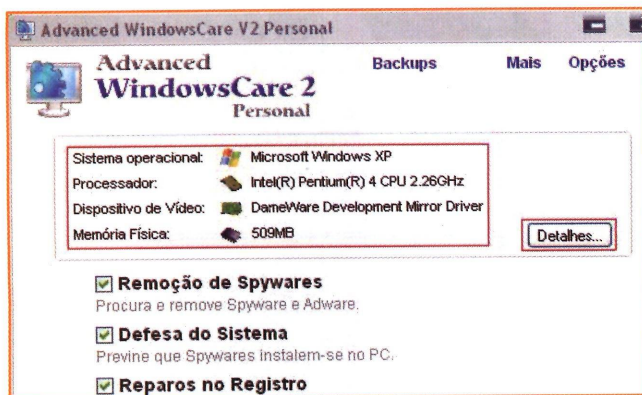 Advanced WindowsCare V2 Personal
Advanced
WindowsCare 2
Personal
Backups Mais Opções
Sistema operacional: Microsoft Windows XP
Processador: Intel(R) Pentium(R) 4 CPU 2.26GHz
Dispositivo de Vídeo: DameWare Development Mirror Driver
Memória Física: 509MB
Detalhes...
Remoção de Spywares
Procura e remove Spyware e Adware.
Defesa do Sistema
Previne que Spywares instalem-se no PC.
Reparos no Registro